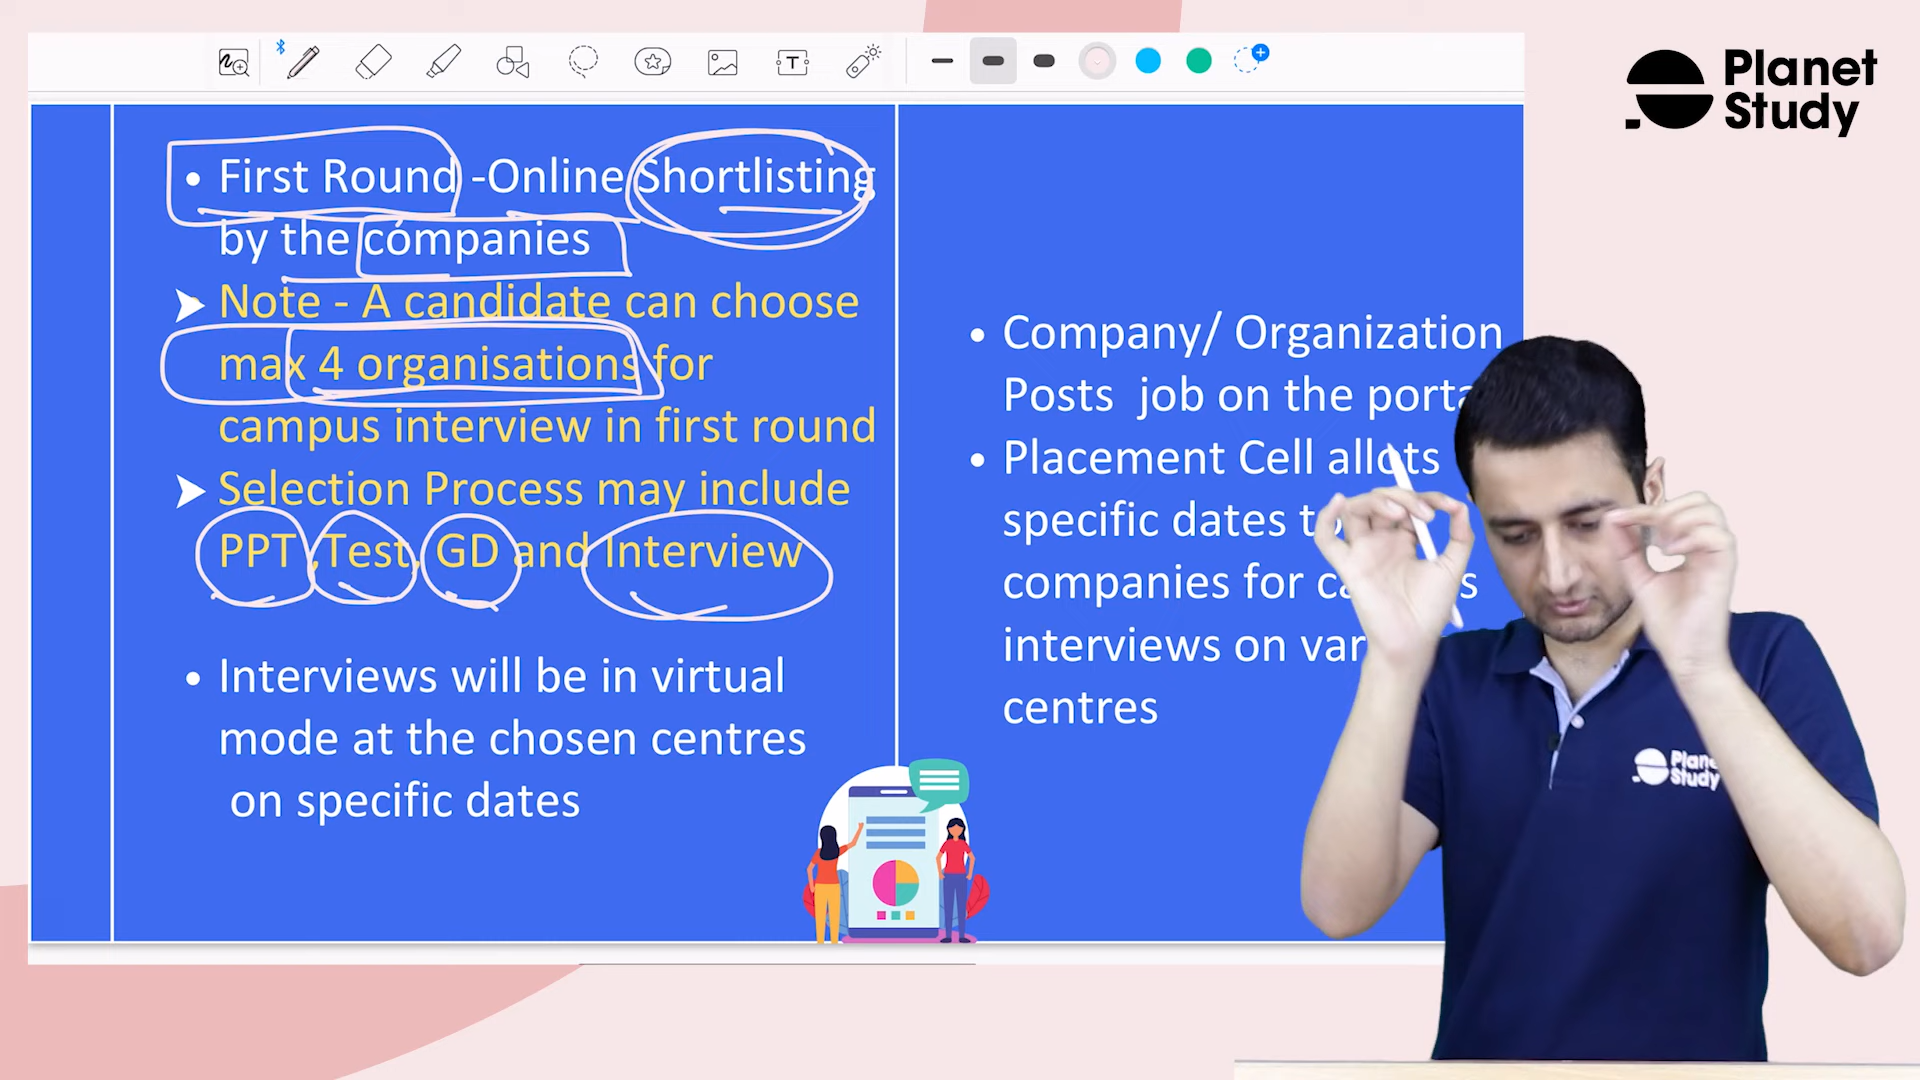 Planet
Study
• First Round -Online Shortlisting
by the companies
➤ Note - A candidate can choose
max 4 organisations for
campus interview in first round
➤ Selection Process may include
PPT ,Test, GD and Interview
• Interviews will be in virtual
mode at the chosen centres
on specific dates
• Company/ Organization
Posts job on the
• Placement Cell allots
specific dates
companies for
interviews on
centres
Study